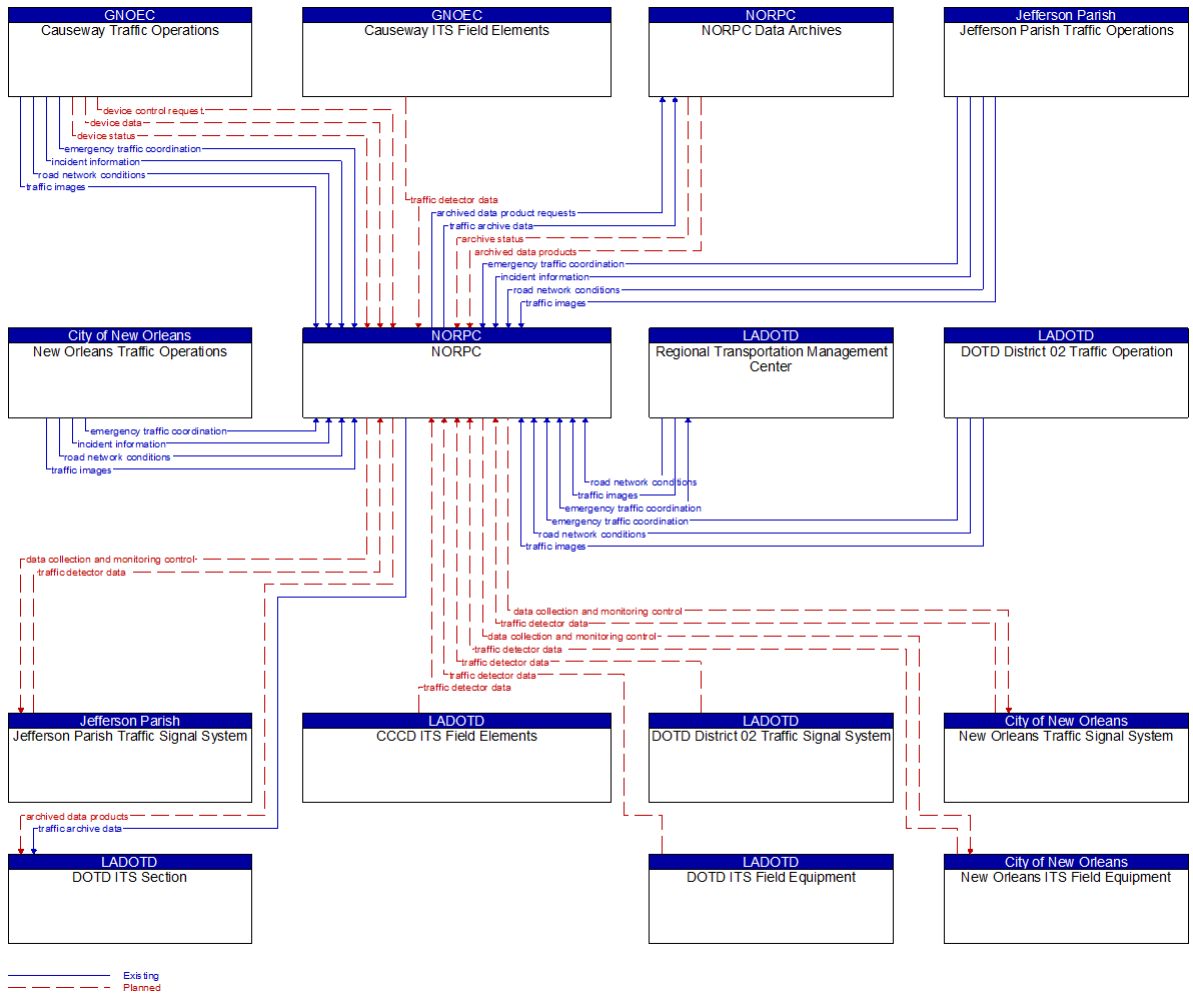 GNOEC
Causeway Traffic Operations
GNOEC
Causeway ITS Field Elements
NORPC
NORPC Data Archives
Jefferson Parish
Jefferson Parish Traffic Operations
device control request
device data
device status
emergency traffic coordination
incident information
road network conditions
traffic images
traffic detector data
archived data product requests
traffic archive data
archive status
archived data products
emergency traffic coordination
incident information
road network conditions
traffic images
City of New Orleans
New Orleans Traffic Operations
NORPC
NORPC
LADOTD
Regional Transportation Management
Center
LADOTD
DOTD District 02 Traffic Operation
emergency traffic coordination
incident information
road network conditions
traffic images
road network conditions
traffic images
emergency traffic coordination
emergency traffic coordination
road network conditions
traffic images
data collection and monitoring control
traffic detector data
data collection and monitoring control
traffic detector data
data collection and monitoring control
traffic detector data
traffic detector data
traffic detector data
traffic detector data
Jefferson Parish
Jefferson Parish Traffic Signal System
LADOTD
CCCD ITS Field Elements
LADOTD
DOTD District 02 Traffic Signal System
City of New Orleans
New Orleans Traffic Signal System
archived data products
traffic archive data
LADOTD
DOTD ITS Section
LADOTD
DOTD ITS Field Equipment
City of New Orleans
New Orleans ITS Field Equipment
Existing
Planned